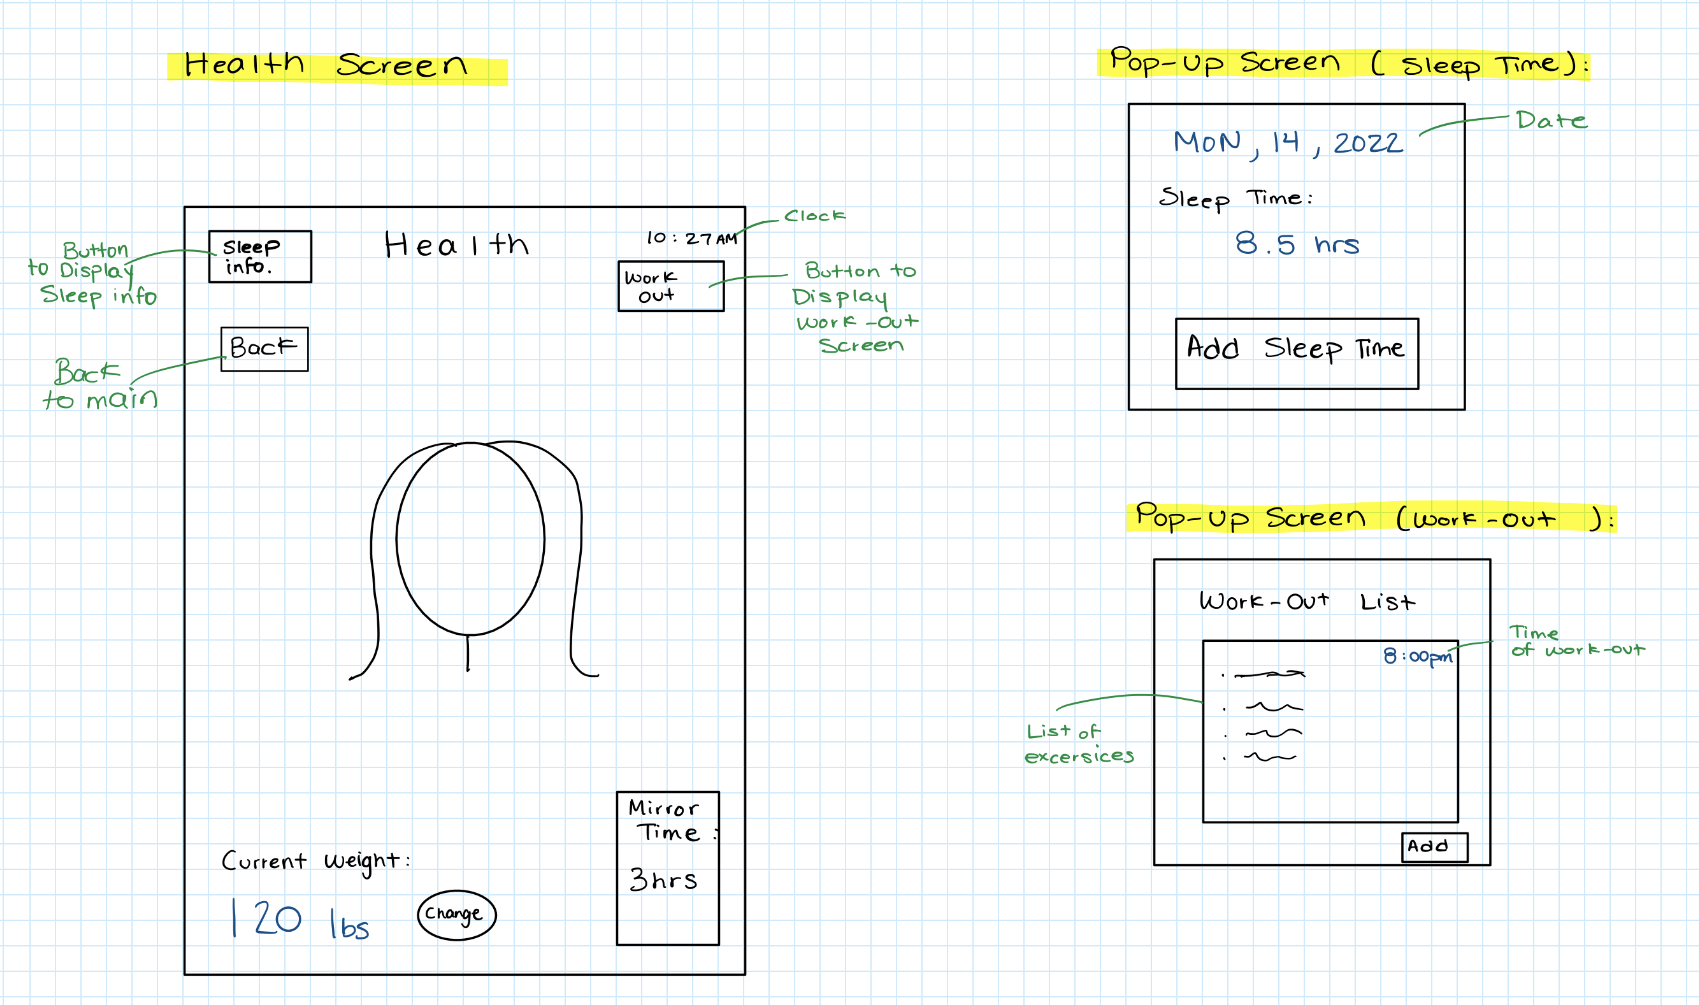 Health Screen
Button
to Display
Sleep info
Back
to main
Sleep
info.
Health
10:27AM
Clock
Work
out
Button to
Display
Work-Out
Screen
Back
Current Weight:
120 lbs
Change
Mirror
Time:
3hrs
Pop-up Screen (Sleep Time):
MON, 14, 2022
Date
Sleep Time:
8.5 hrs
Add Sleep Time
Pop-up Screen (Work-Out):
Work-Out List
8:00pm
Time
of work-out
List of
excersices
Add